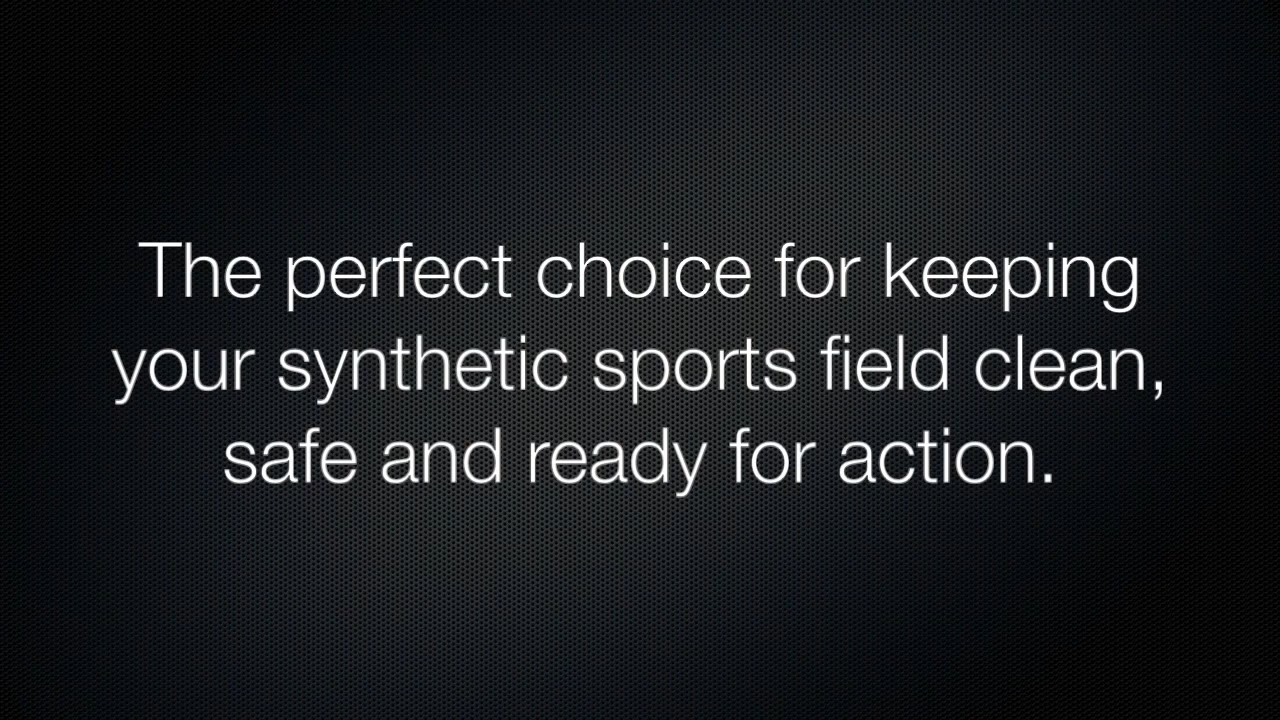 The perfect choice for keeping
your synthetic sports field clean,
safe and ready for action.